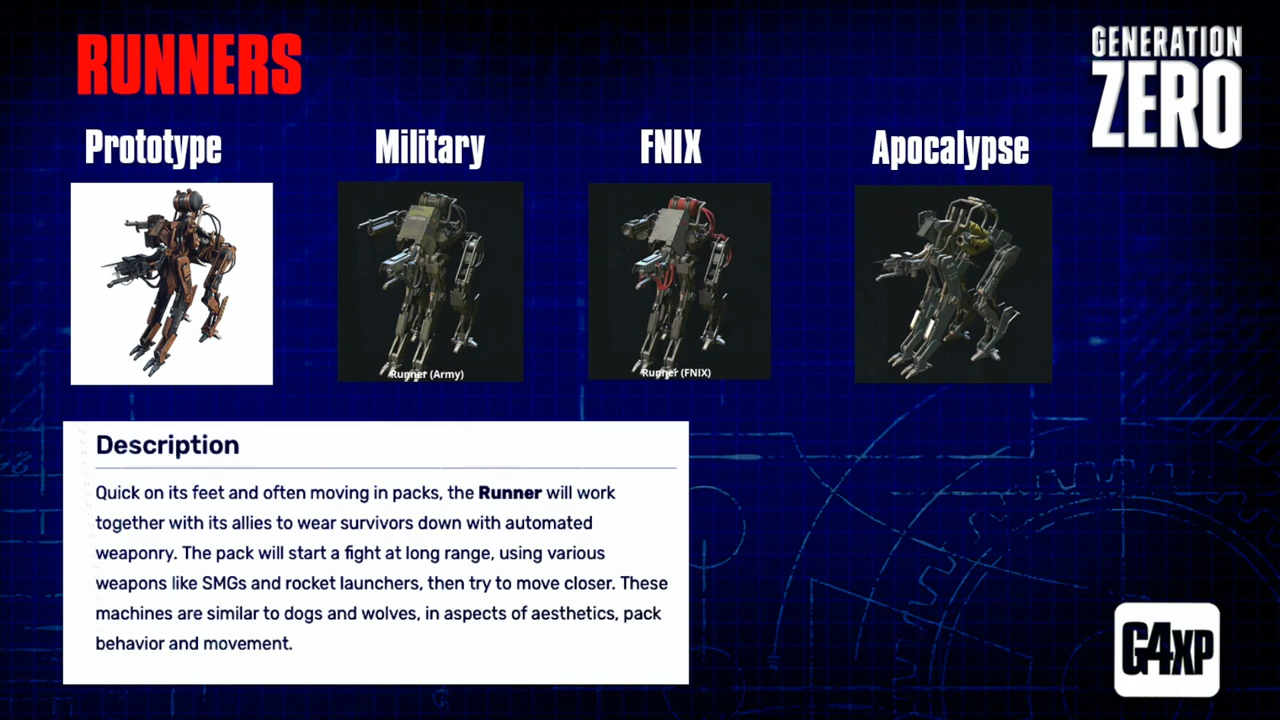 RUNNERS
GENERATION
ZERO
Prototype
Military
FNIX
Apocalypse
Runner (Army)
Runner (FNIX)
Description
Quick on its feet and often moving in packs, the Runner will work
together with its allies to wear survivors down with automated
weaponry. The pack will start a fight at long range, using various
weapons like SMGs and rocket launchers, then try to move closer. These
machines are similar to dogs and wolves, in aspects of aesthetics, pack
behavior and movement.
G4XP